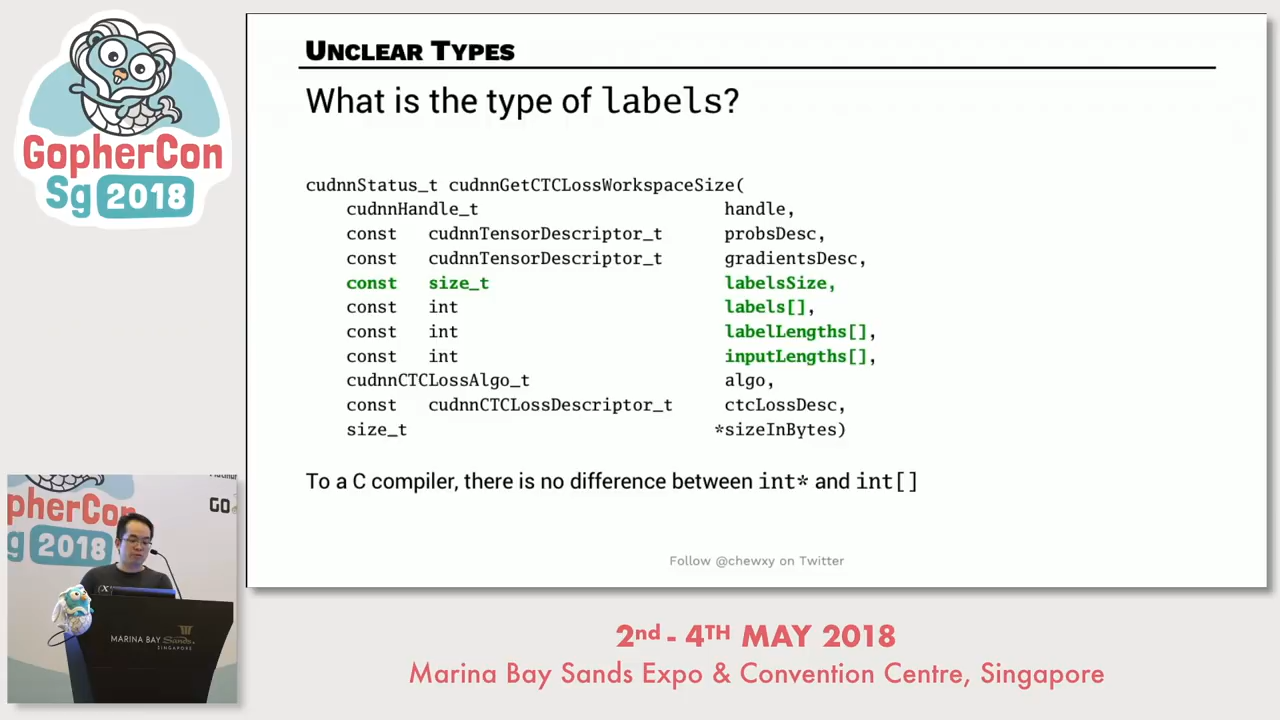 GopherCon
Sg 2018
UNCLEAR TYPES
What is the type of labels?
cudnnStatus_t cudnnGetCTCLossWorkspaceSize(
cudnnHandle_t handle,
const cudnnTensorDescriptor_t probsDesc,
const cudnnTensorDescriptor_t gradientsDesc,
const size_t labelsSize,
const int labels[],
const int labelLengths[],
const int inputLengths[],
cudnnCTCLossAlgo_t algo,
const cudnnCTCLossDescriptor_t ctcLossDesc,
size_t *sizeInBytes)
To a C compiler, there is no difference between int* and int[]
Follow @chewxy on Twitter
pherCon
g 2018
GO
MARINA BAY Sands
SINGAPORE
2nd - 4TH MAY 2018
Marina Bay Sands Expo & Convention Centre, Singapore